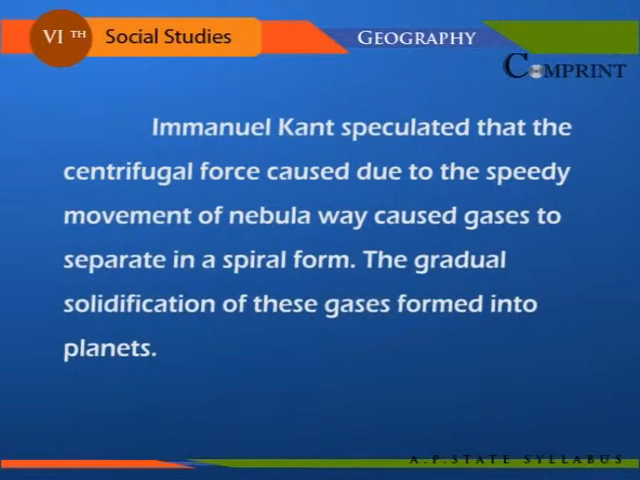 VI TH Social Studies
GEOGRAPHY
COMPRINT
Immanuel Kant speculated that the
centrifugal force caused due to the speedy
movement of nebula way caused gases to
separate in a spiral form. The gradual
solidification of these gases formed into
planets.
A.P.STATE SYLLABUS